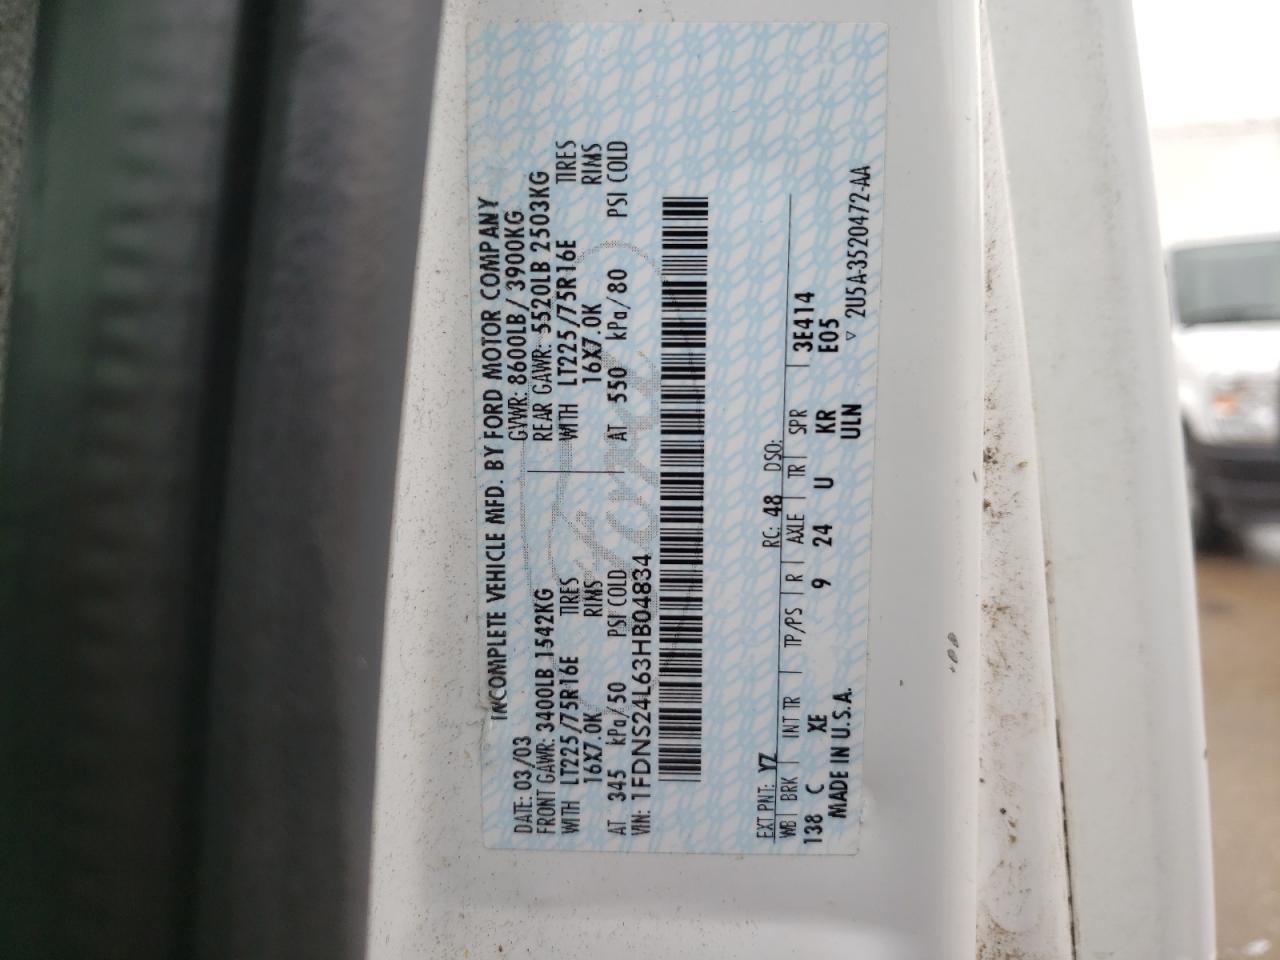 INCOMPLETE VEHICLE MFD. BY FORD MOTOR COMPANY
DATE: 03/03 GVWR: 8600LB/ 3900KG
FRONT GAWR: 3400LB 1542KG REAR GAWR: 5520LB 2503KG
WITH LT225/75R16E TIRES WITH LT225/75R16E TIRES
16X7.0K RIMS 16X7.0K RIMS
AT 345 kPa/50 PSI COLD AT 550 kPa/80 PSI COLD
VIN: 1FDNS24L63HB04834
Ford
EXT PNT: YZ RC: 48 DSO:
WB BRK INT TR TP/PS R AXLE TR SPR
138 C XE 9 24 U KR 3E414
E05
MADE IN U.S.A. ULN ▽ 2U5A-3520472-AA